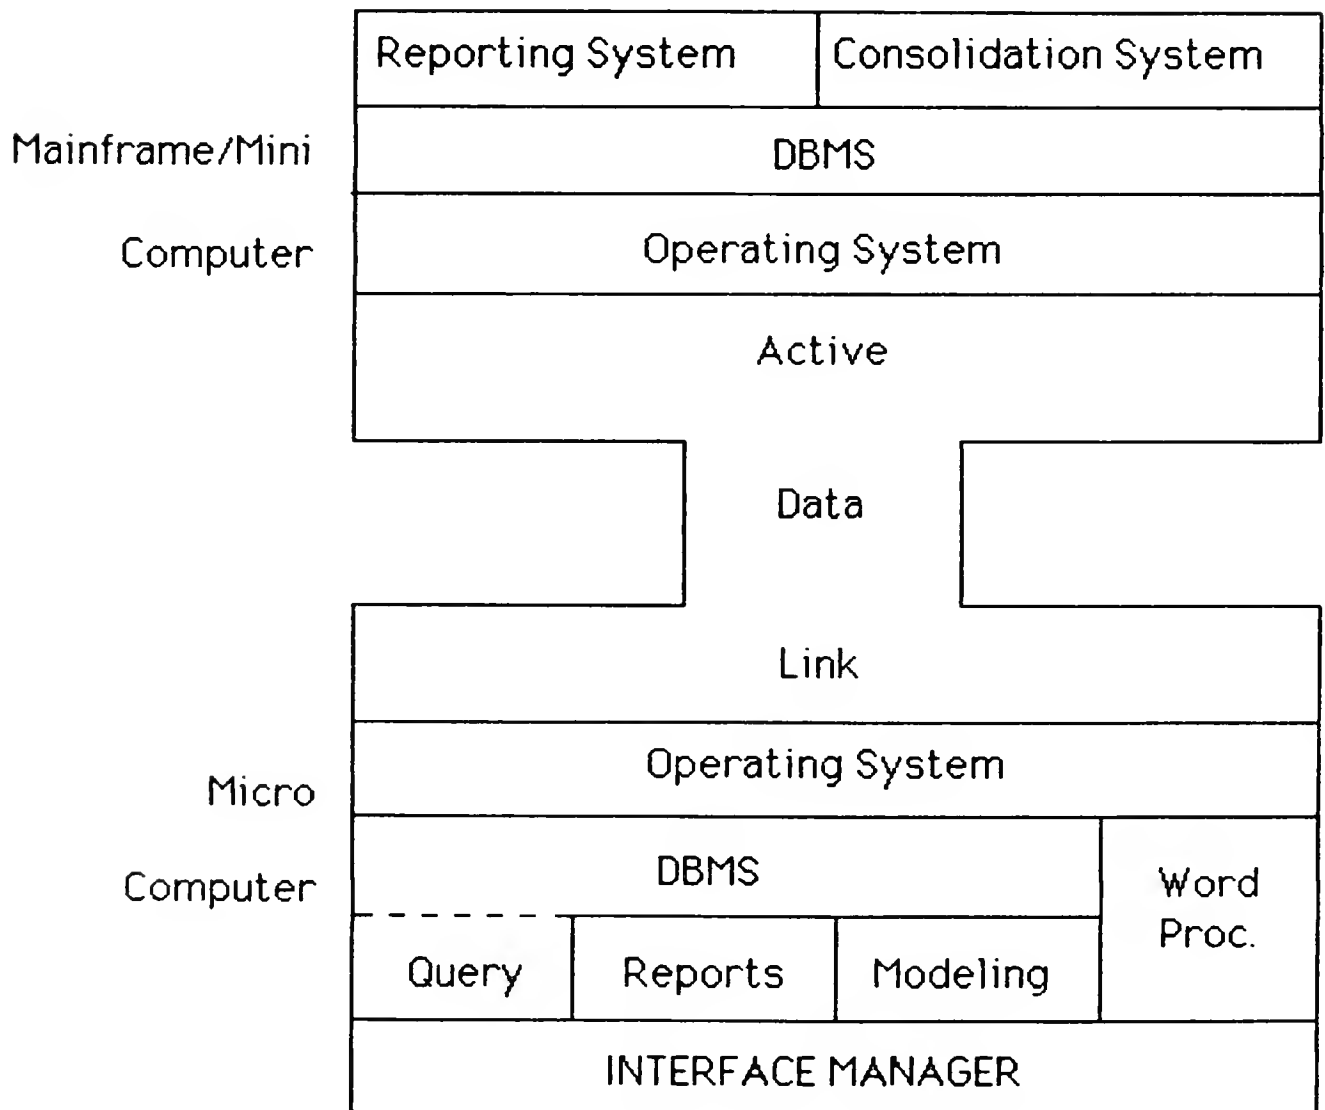 Reporting System
Consolidation System
Mainframe/Mini
DBMS
Computer
Operating System
Active
Data
Link
Operating System
Micro
DBMS
Computer
Word
Proc.
Query
Reports
Modeling
INTERFACE MANAGER